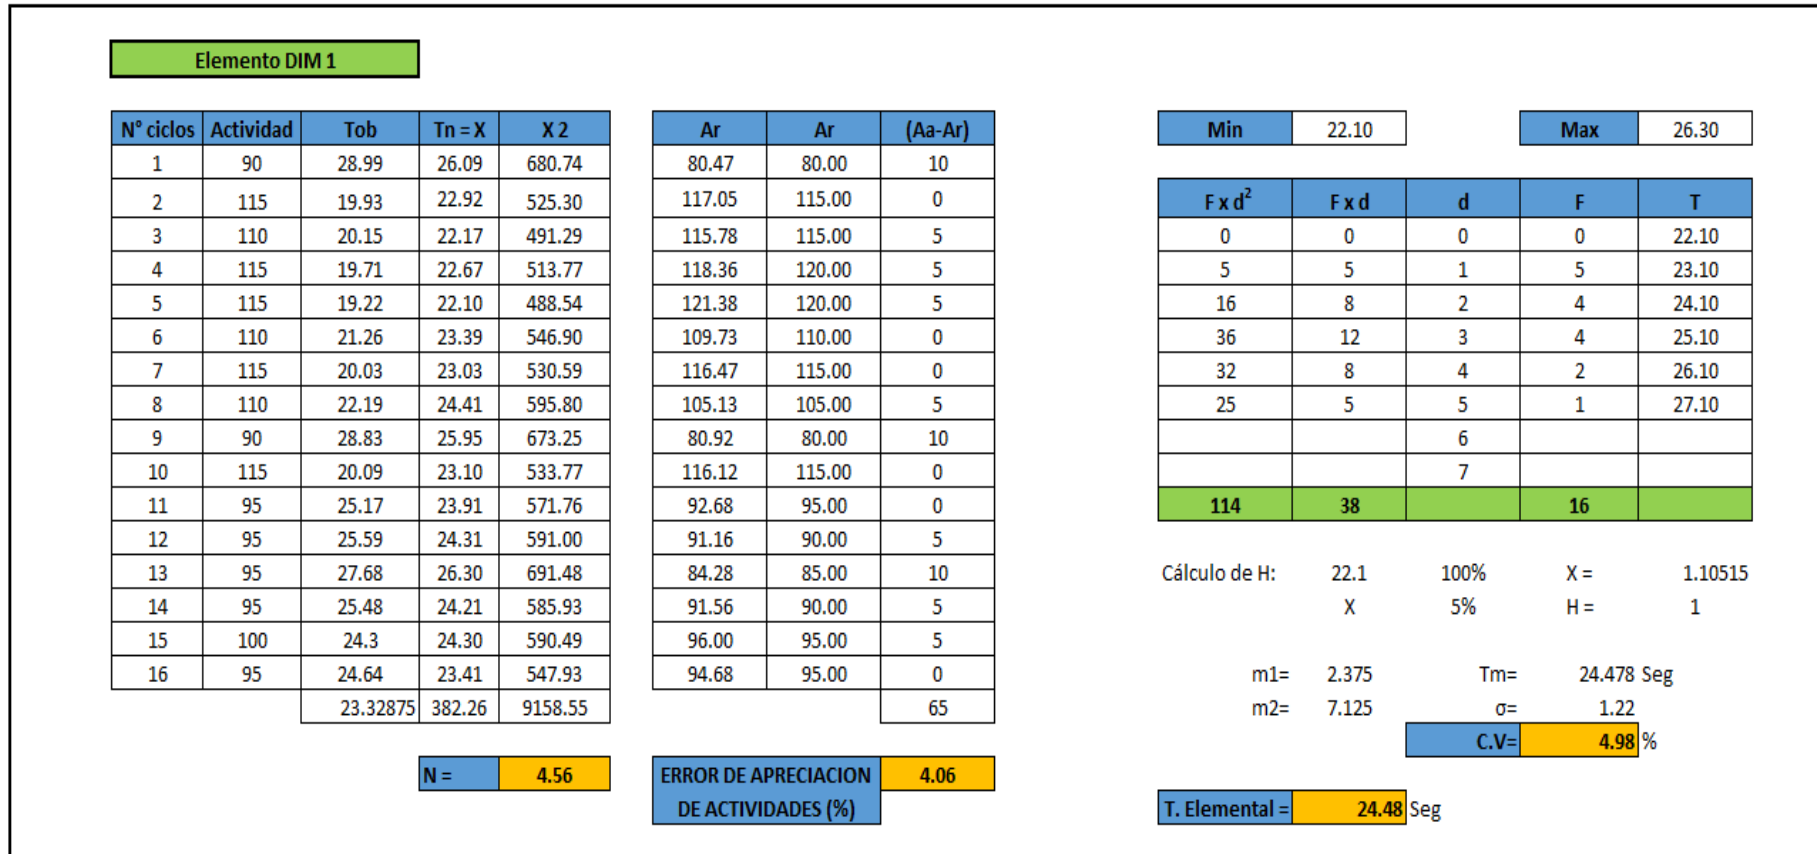 Elemento DIM 1
N° ciclos Actividad Tob Tn = X X 2 Ar Ar (Aa-Ar) Min 22.10 Max 26.30
1 90 28.99 26.09 680.74 80.47 80.00 10
2 115 19.93 22.92 525.30 117.05 115.00 0 F x d² F x d d F T
3 110 20.15 22.17 491.29 115.78 115.00 5 0 0 0 0 22.10
4 115 19.71 22.67 513.77 118.36 120.00 5 5 5 1 5 23.10
5 115 19.22 22.10 488.54 121.38 120.00 5 16 8 2 4 24.10
6 110 21.26 23.39 546.90 109.73 110.00 0 36 12 3 4 25.10
7 115 20.03 23.03 530.59 116.47 115.00 0 32 8 4 2 26.10
8 110 22.19 24.41 595.80 105.13 105.00 5 25 5 5 1 27.10
9 90 28.83 25.95 673.25 80.92 80.00 10 6
10 115 20.09 23.10 533.77 116.12 115.00 0 7
11 95 25.17 23.91 571.76 92.68 95.00 0 114 38 16
12 95 25.59 24.31 591.00 91.16 90.00 5
13 95 27.68 26.30 691.48 84.28 85.00 10 Cálculo de H: 22.1 100% X = 1.10515
14 95 25.48 24.21 585.93 91.56 90.00 5 X 5% H = 1
15 100 24.3 24.30 590.49 96.00 95.00 5
16 95 24.64 23.41 547.93 94.68 95.00 0 m1= 2.375 Tm= 24.478 Seg
23.32875 382.26 9158.55 65 m2= 7.125 σ= 1.22
C.V= 4.98 %
N = 4.56 ERROR DE APRECIACION 4.06
DE ACTIVIDADES (%) T. Elemental = 24.48 Seg